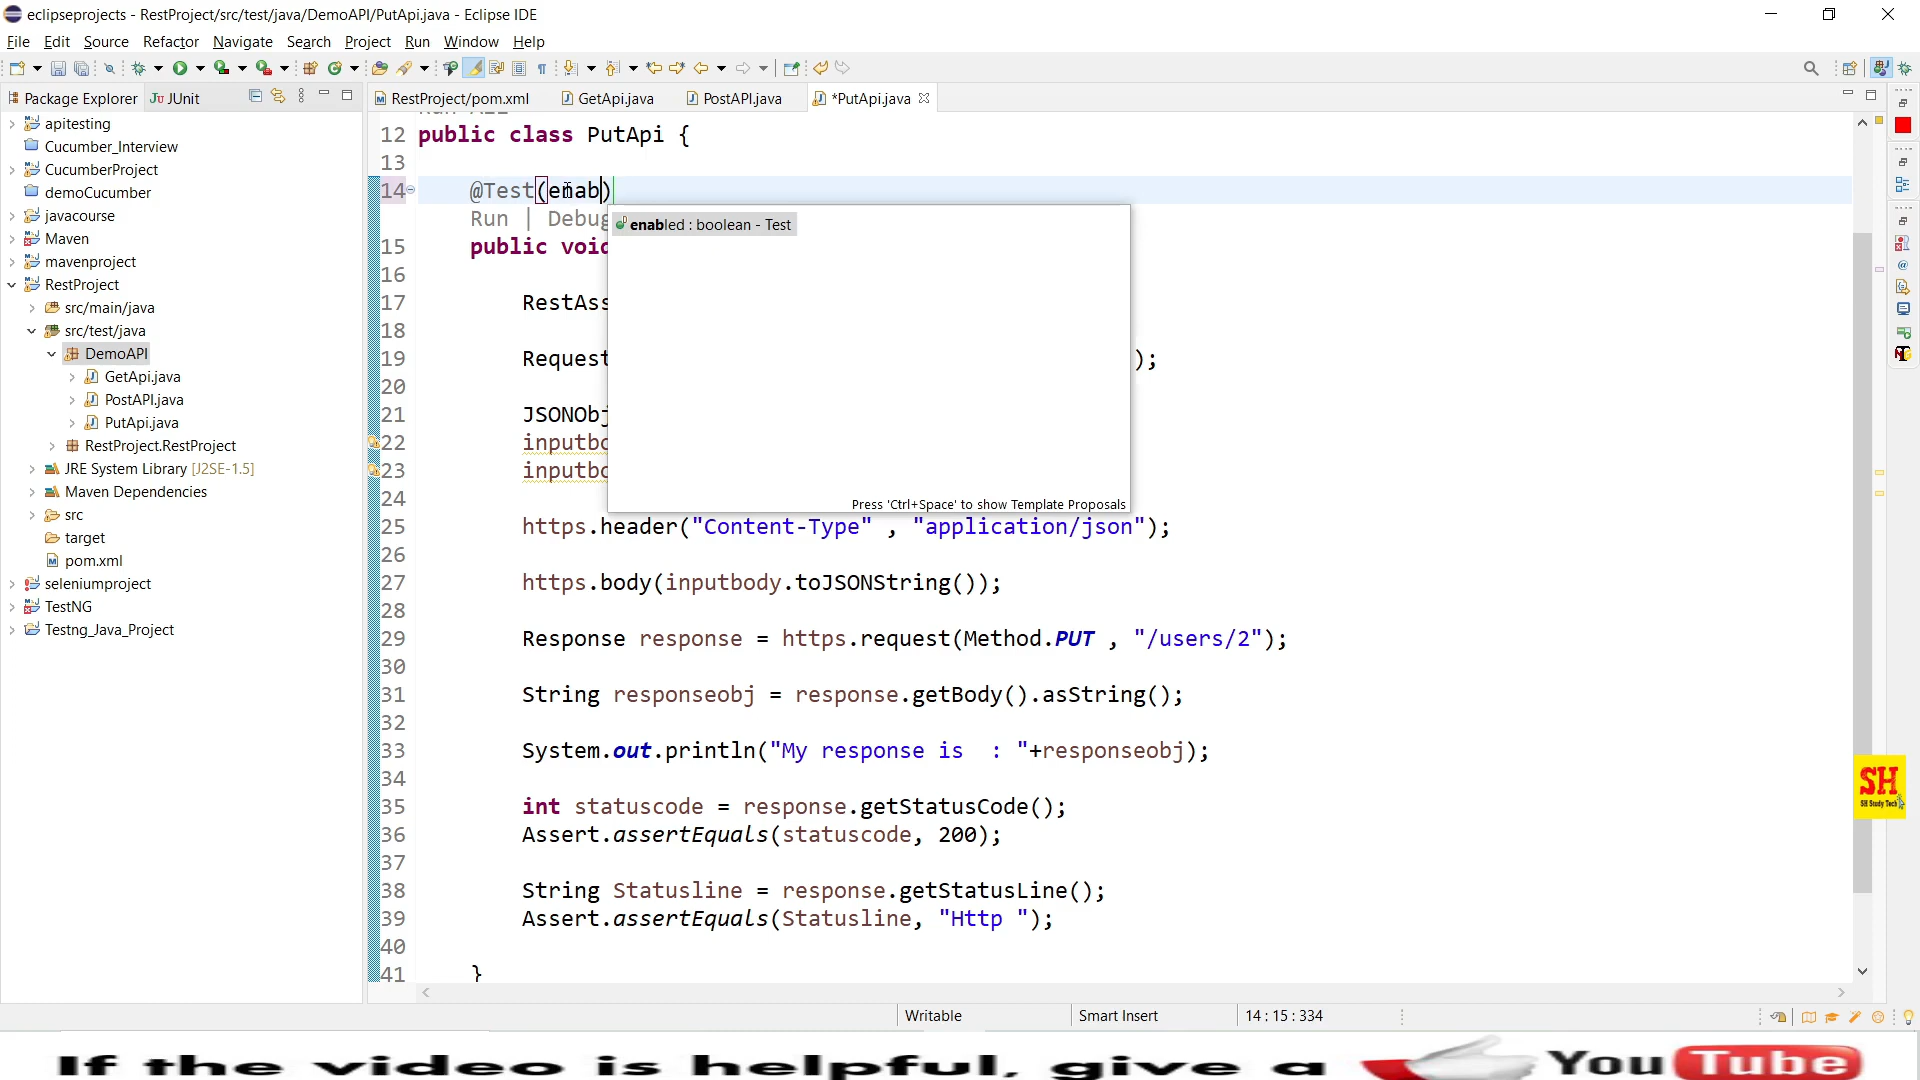 eclipseprojects - RestProject/src/test/java/DemoAPI/PutApi.java - Eclipse IDE
File Edit Source Refactor Navigate Search Project Run Window Help
Package Explorer
JUnit
RestProject/pom.xml
GetApi.java
PostAPI.java
*PutApi.java
apitesting
Cucumber_Interview
CucumberProject
demoCucumber
javacourse
Maven
mavenproject
RestProject
src/main/java
src/test/java
DemoAPI
GetApi.java
PostAPI.java
PutApi.java
RestProject.RestProject
JRE System Library [J2SE-1.5]
Maven Dependencies
src
target
pom.xml
seleniumproject
TestNG
Testng_Java_Project
12 public class PutApi {
13
14 @Test(enab)
Run | Debug
enabled : boolean - Test
15 public void
16
17 RestAss
18
19 Request );
20
21 JSONObj
22 inputbo
23 inputbo
24
Press 'Ctrl+Space' to show Template Proposals
25 https.header("Content-Type" , "application/json");
26
27 https.body(inputbody.toJSONString());
28
29 Response response = https.request(Method.PUT , "/users/2");
30
31 String responseobj = response.getBody().asString();
32
33 System.out.println("My response is : "+responseobj);
34
35 int statuscode = response.getStatusCode();
36 Assert.assertEquals(statuscode, 200);
37
38 String Statusline = response.getStatusLine();
39 Assert.assertEquals(Statusline, "Http ");
40
41 }
SH
SH Study Tech
Writable
Smart Insert
14 : 15 : 334
If the video is helpful, give a
YouTube